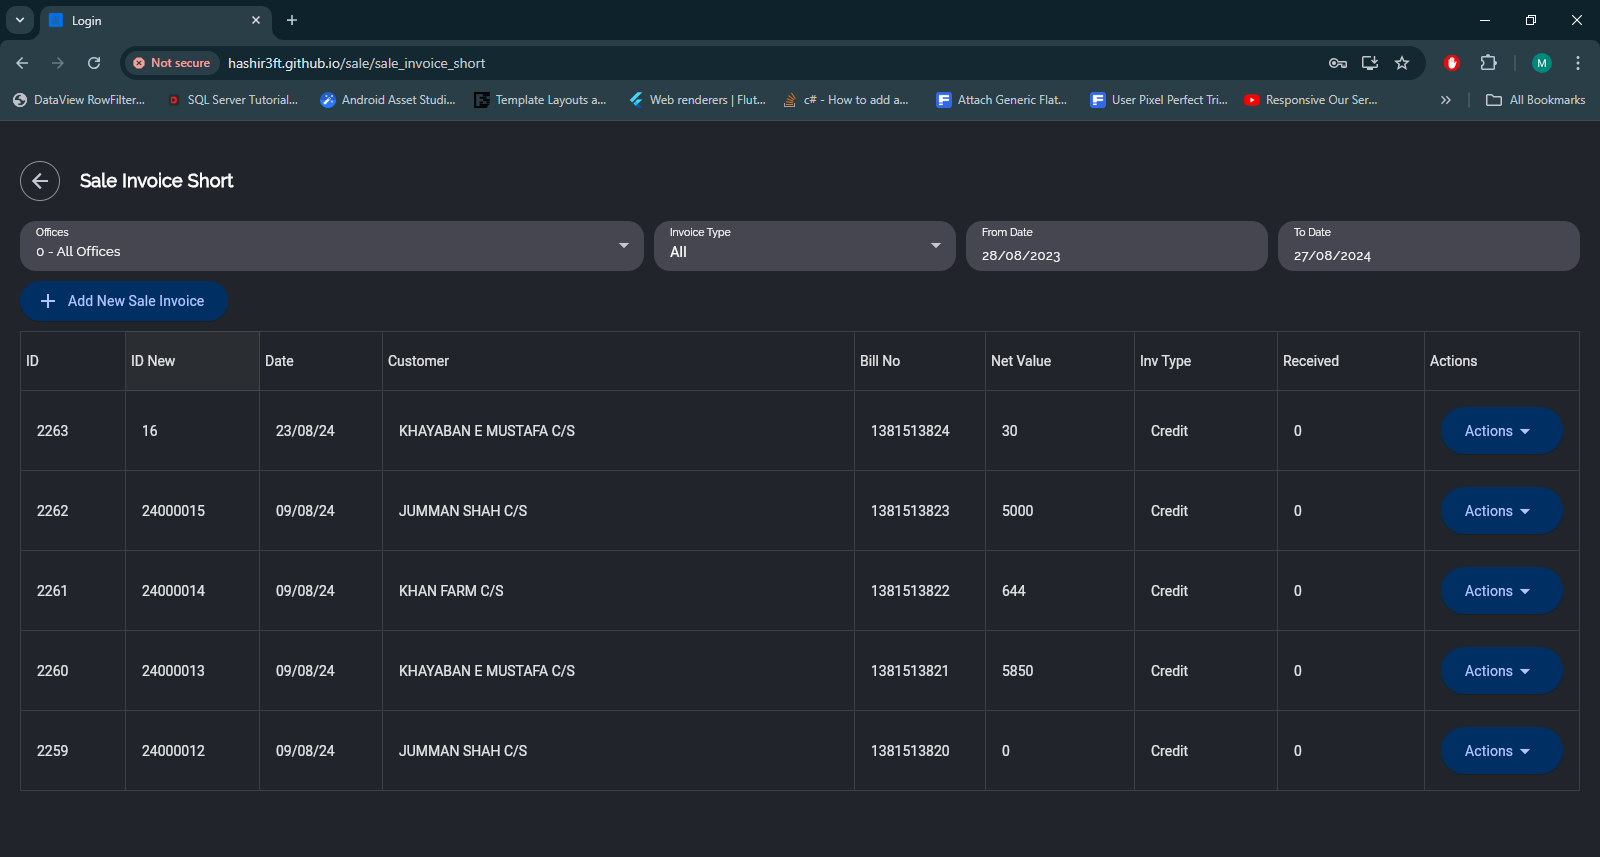 Login
Not secure
hashir3ft.github.io/sale/sale_invoice_short
M
DataView RowFilter...
SQL Server Tutorial...
Android Asset Studi...
Template Layouts a...
Web renderers | Flut...
c# - How to add a...
Attach Generic Flat...
User Pixel Perfect Tri...
Responsive Our Ser...
All Bookmarks
Sale Invoice Short
Offices
0 - All Offices
Invoice Type
All
From Date
28/08/2023
To Date
27/08/2024
Add New Sale Invoice
ID ID New Date Customer Bill No Net Value Inv Type Received Actions
2263 16 23/08/24 KHAYABAN E MUSTAFA C/S 1381513824 30 Credit 0 Actions
2262 24000015 09/08/24 JUMMAN SHAH C/S 1381513823 5000 Credit 0 Actions
2261 24000014 09/08/24 KHAN FARM C/S 1381513822 644 Credit 0 Actions
2260 24000013 09/08/24 KHAYABAN E MUSTAFA C/S 1381513821 5850 Credit 0 Actions
2259 24000012 09/08/24 JUMMAN SHAH C/S 1381513820 0 Credit 0 Actions